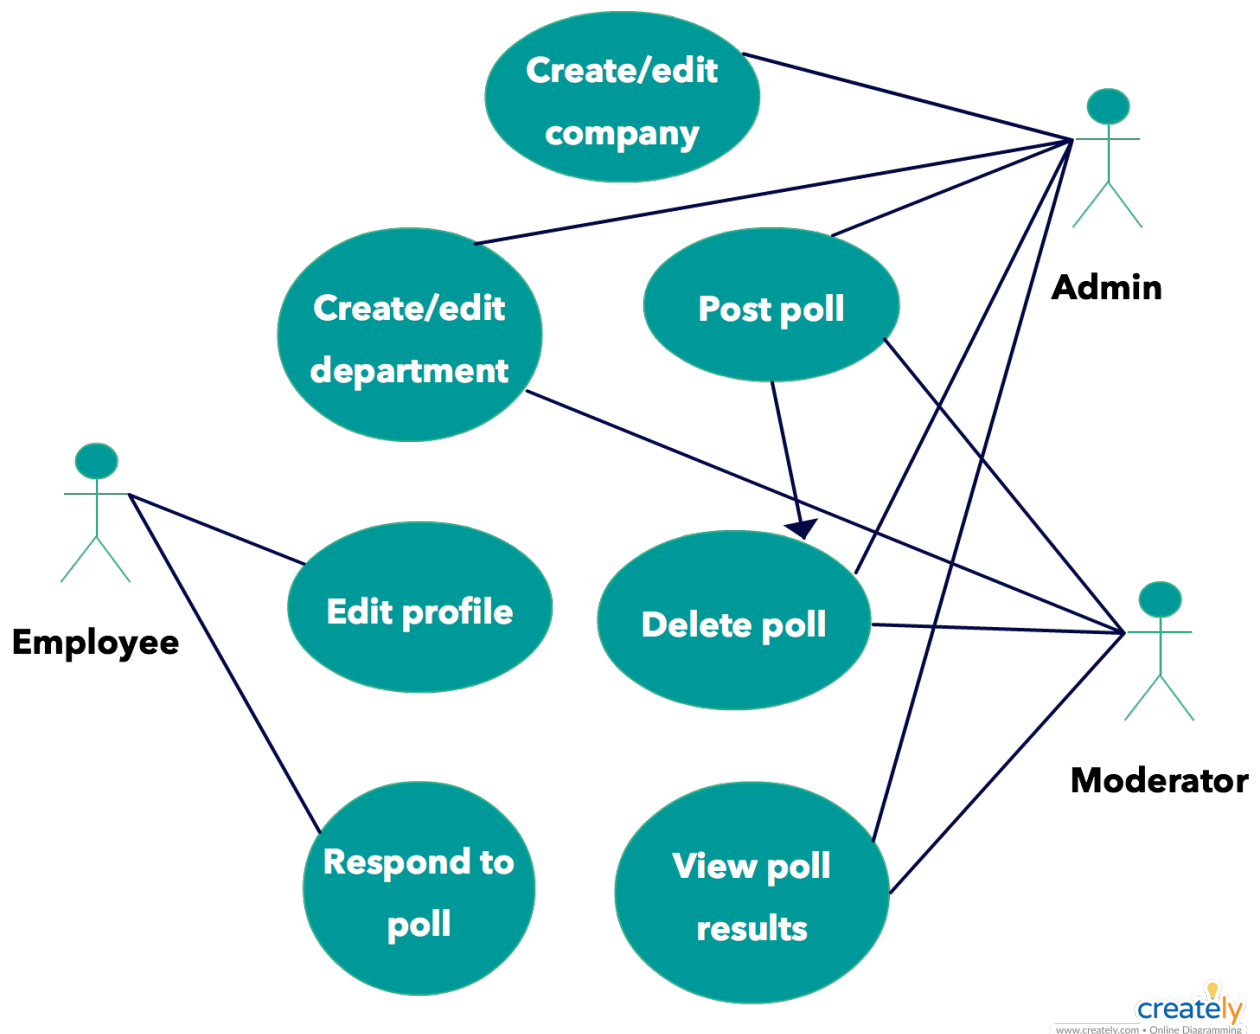 Create/edit
company
Admin
Create/edit
department
Post poll
Employee
Edit profile
Delete poll
Moderator
Respond to
poll
View poll
results
creately
www.creately.com • Online Diagramming